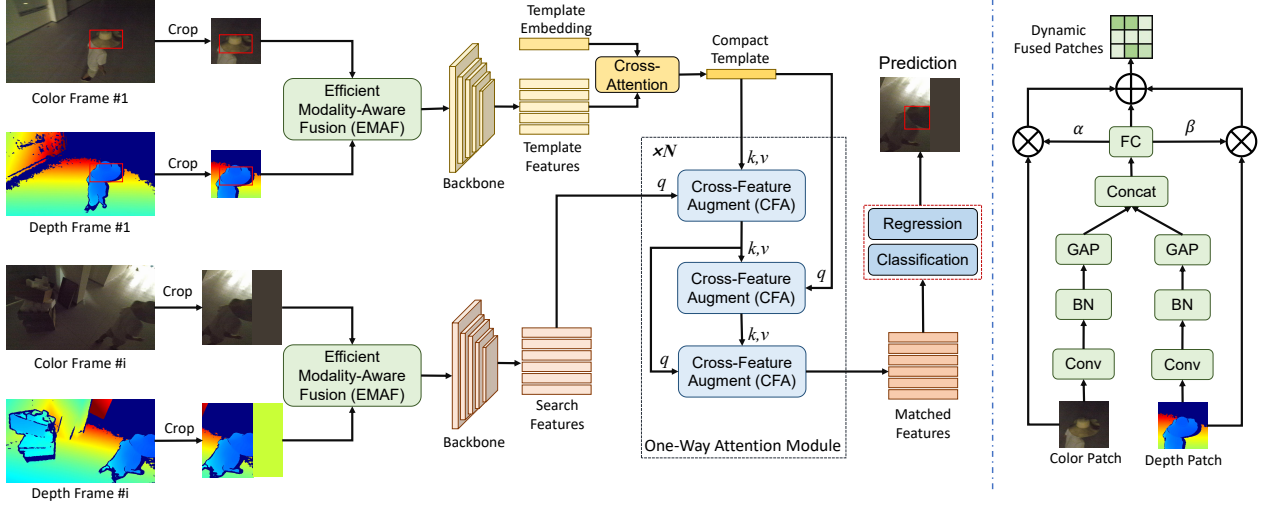 Color Frame #1
Crop
Depth Frame #1
Crop
Efficient
Modality-Aware
Fusion (EMAF)
Backbone
Template
Embedding
Template
Features
Cross-
Attention
Compact
Template
Color Frame #i
Crop
Depth Frame #i
Crop
Efficient
Modality-Aware
Fusion (EMAF)
Backbone
Search
Features
×N
k,v
q
Cross-Feature
Augment (CFA)
k,v
q
Cross-Feature
Augment (CFA)
k,v
q
Cross-Feature
Augment (CFA)
One-Way Attention Module
Prediction
Regression
Classification
Matched
Features
Dynamic
Fused Patches
α
FC
β
Concat
GAP
GAP
BN
BN
Conv
Conv
Color Patch
Depth Patch